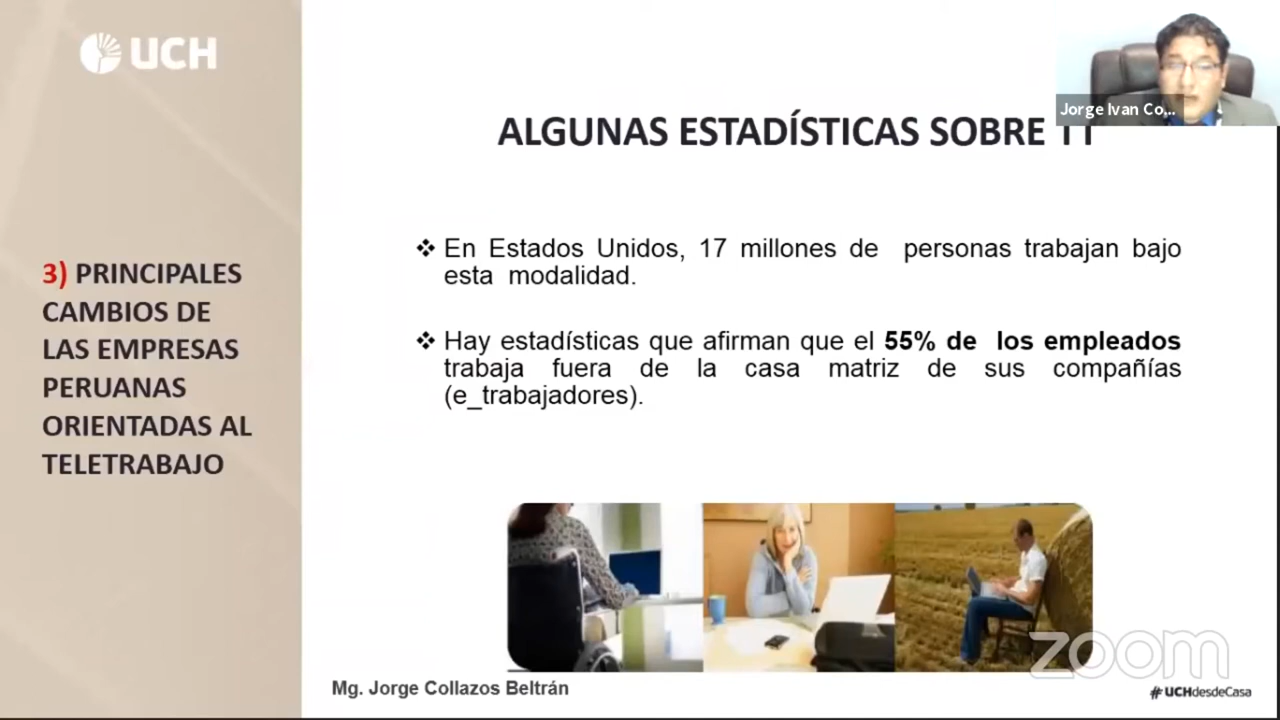 UCH
Jorge Ivan Co...
ALGUNAS ESTADÍSTICAS SOBRE TT
3) PRINCIPALES
CAMBIOS DE
LAS EMPRESAS
PERUANAS
ORIENTADAS AL
TELETRABAJO
❖ En Estados Unidos, 17 millones de personas trabajan bajo
esta modalidad.
❖ Hay estadísticas que afirman que el 55% de los empleados
trabaja fuera de la casa matriz de sus compañías
(e_trabajadores).
zoom
Mg. Jorge Collazos Beltrán
#UCHdesdeCasa